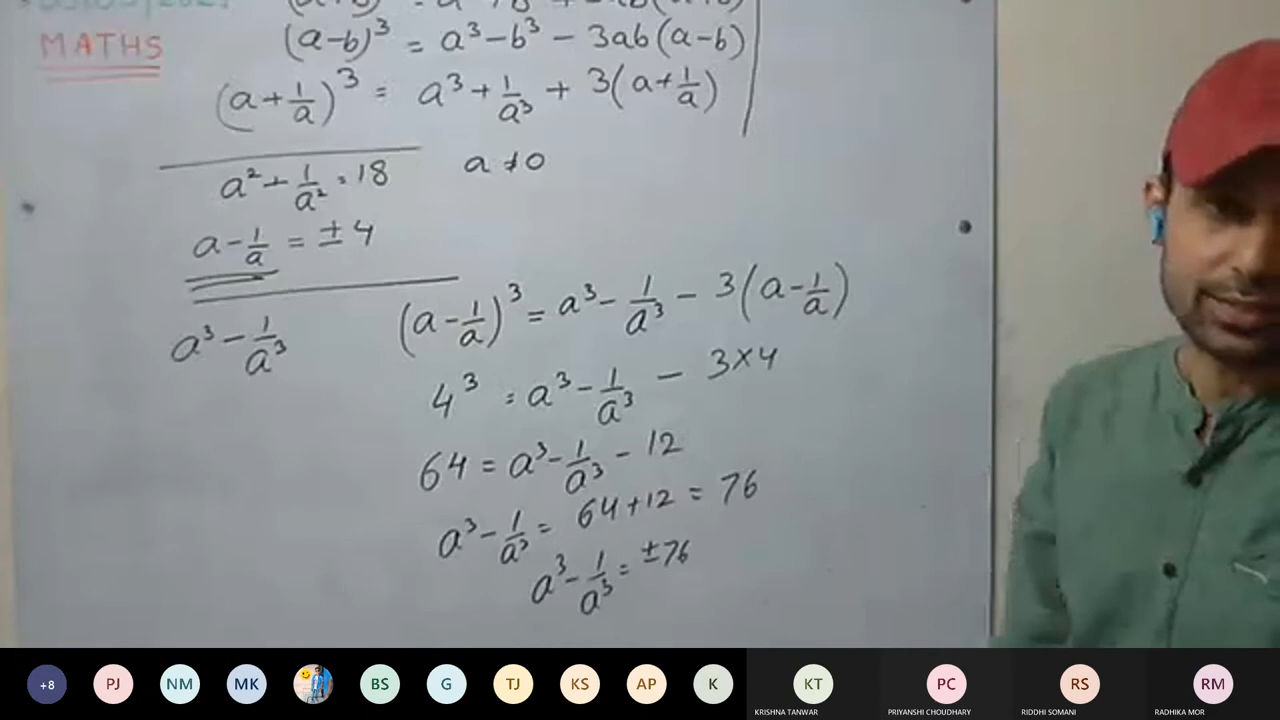 MATHS
(a-b)³ = a³-b³ - 3ab(a-b)
(a+1/a)³ = a³+1/a³ + 3(a+1/a)
a²+1/a² = 18 a≠0
a-1/a = ±4
a³-1/a³
(a-1/a)³ = a³-1/a³ - 3(a-1/a)
4³ = a³-1/a³ - 3×4
64 = a³-1/a³ - 12
a³-1/a³ = 64+12 = 76
a³-1/a³ = ±76
+8 PJ NM MK BS G TJ KS AP K KT PC RS RM
KRISHNA TANWAR PRIYANSHI CHOUDHARY RIDDHI SOMANI RADHIKA MOR